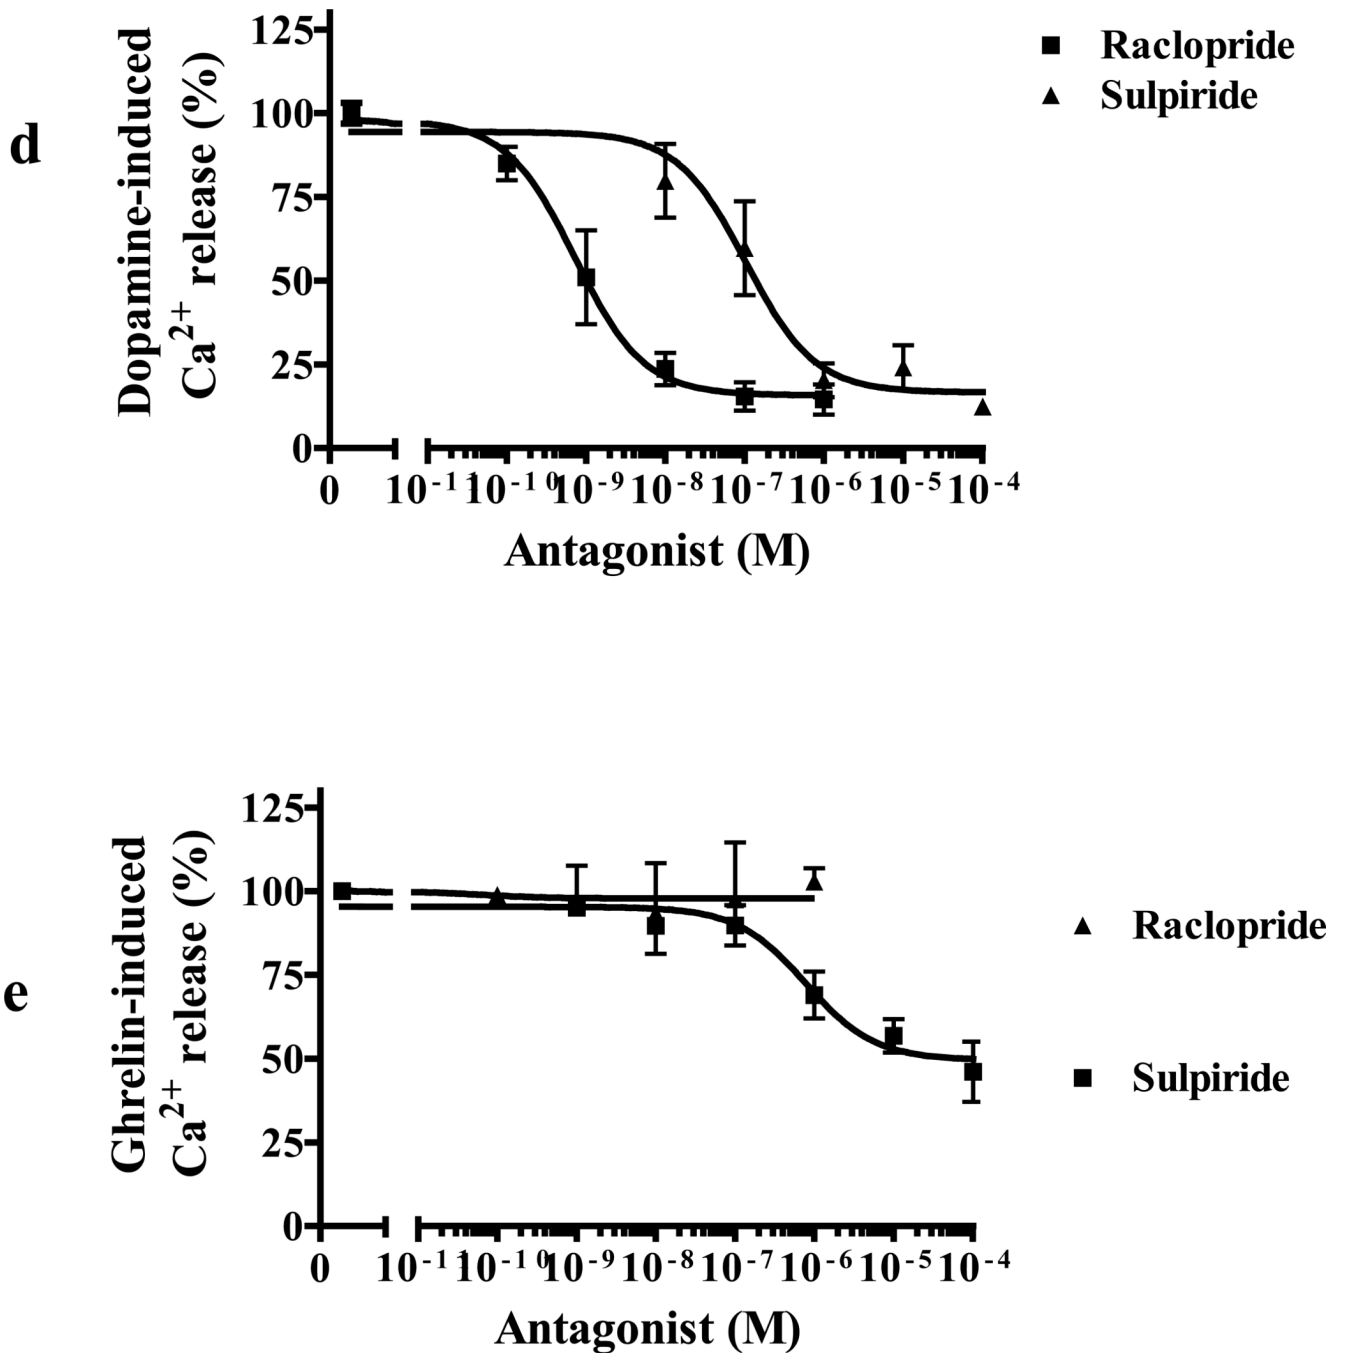 d
Dopamine-induced
Ca²⁺ release (%)
125
100
75
50
25
0
0 10⁻¹¹ 10⁻¹⁰ 10⁻⁹ 10⁻⁸ 10⁻⁷ 10⁻⁶ 10⁻⁵ 10⁻⁴
Antagonist (M)
Raclopride
Sulpiride
e
Ghrelin-induced
Ca²⁺ release (%)
125
100
75
50
25
0
0 10⁻¹¹ 10⁻¹⁰ 10⁻⁹ 10⁻⁸ 10⁻⁷ 10⁻⁶ 10⁻⁵ 10⁻⁴
Antagonist (M)
Raclopride
Sulpiride